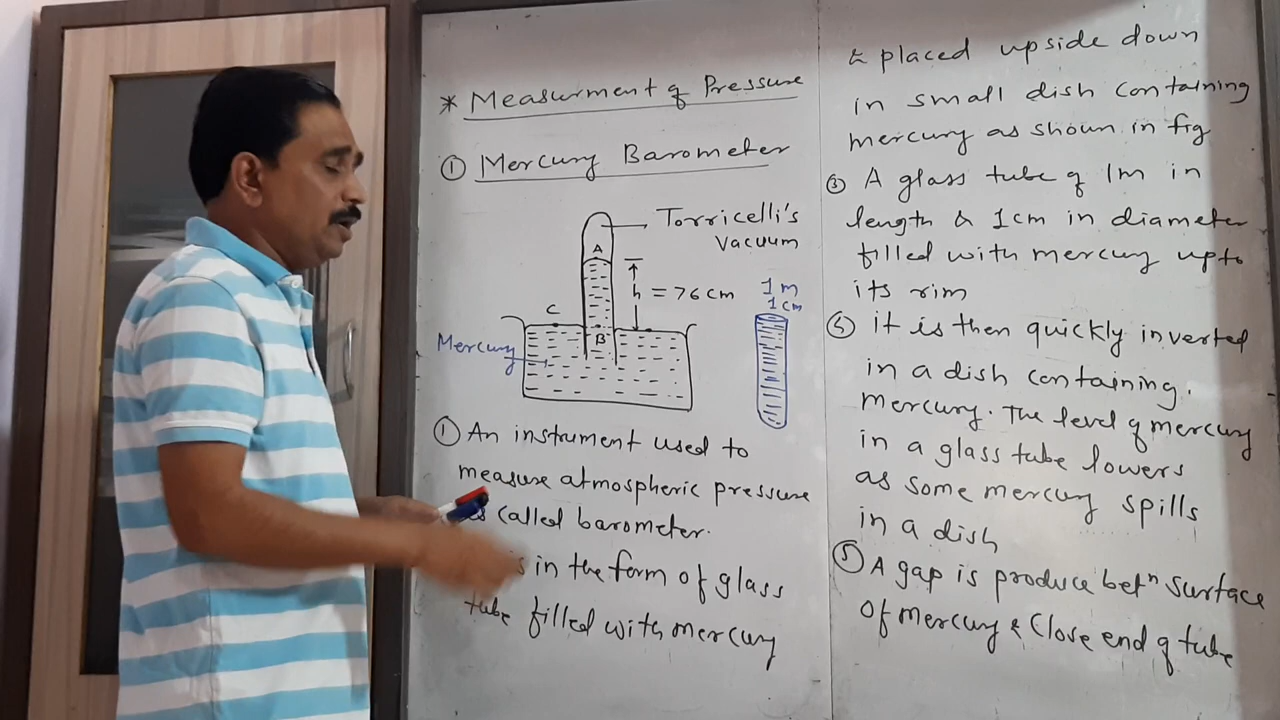 * Measurment of Pressure
① Mercury Barometer
Torricelli's
Vacuum
A
h = 76 cm
1 m
1 cm
C
B
Mercury
① An instrument used to
measure atmospheric pressure
is called barometer.
is in the form of glass
tube filled with mercury
& placed upside down
in small dish containing
mercury as shown in fig
③ A glass tube of 1m in
length & 1cm in diameter
filled with mercury upto
its rim
it is then quickly inverted
in a dish containing.
Mercury. The level of mercury
in a glass tube lowers
as some mercury spills
in a dish
⑤ A gap is produce betⁿ surface
of mercury & Close end of tube